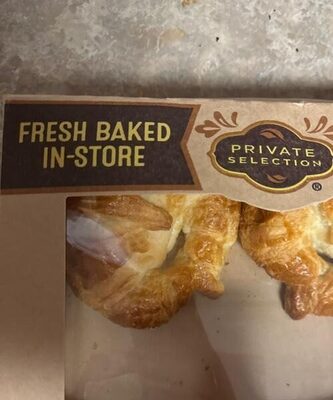 FRESH BAKED
IN-STORE
PRIVATE
SELECTION
®